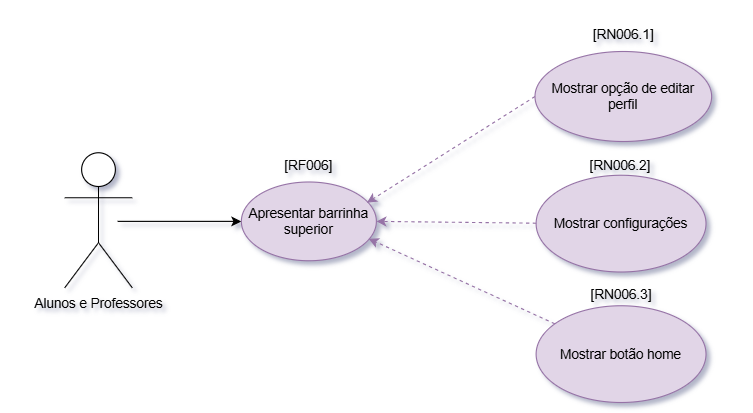 [RN006.1]
Mostrar opção de editar
perfil
[RF006]
Apresentar barrinha
superior
[RN006.2]
Mostrar configurações
Alunos e Professores
[RN006.3]
Mostrar botão home